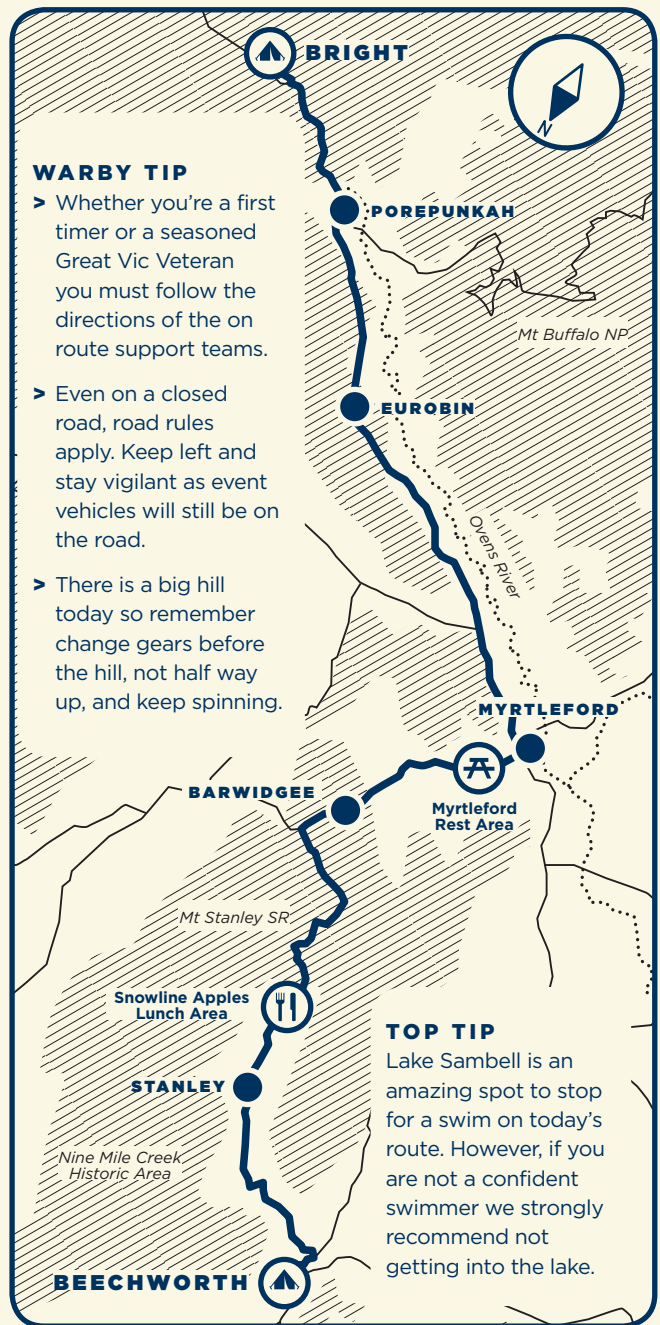 BRIGHT
N
WARBY TIP
> Whether you're a first
timer or a seasoned
Great Vic Veteran
you must follow the
directions of the on
route support teams.
> Even on a closed
road, road rules
apply. Keep left and
stay vigilant as event
vehicles will still be on
the road.
> There is a big hill
today so remember
change gears before
the hill, not half way
up, and keep spinning.
POREPUNKAH
Mt Buffalo NP
EUROBIN
Ovens River
MYRTLEFORD
BARWIDGEE
Myrtleford
Rest Area
Mt Stanley SR
Snowline Apples
Lunch Area
STANLEY
Nine Mile Creek
Historic Area
BEECHWORTH
TOP TIP
Lake Sambell is an
amazing spot to stop
for a swim on today's
route. However, if you
are not a confident
swimmer we strongly
recommend not
getting into the lake.